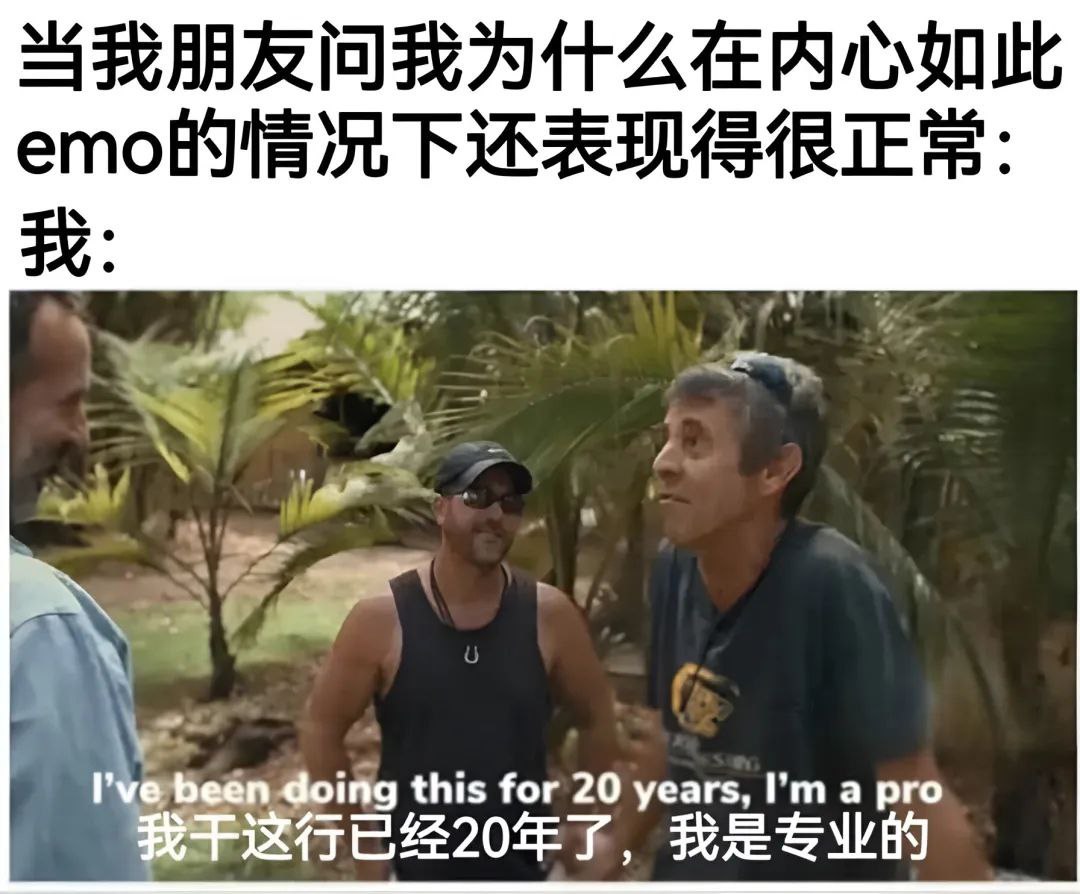 当我朋友问我为什么在内心如此
emo的情况下还表现得很正常：
我：
I've been doing this for 20 years, I'm a pro
我干这行已经20年了，我是专业的